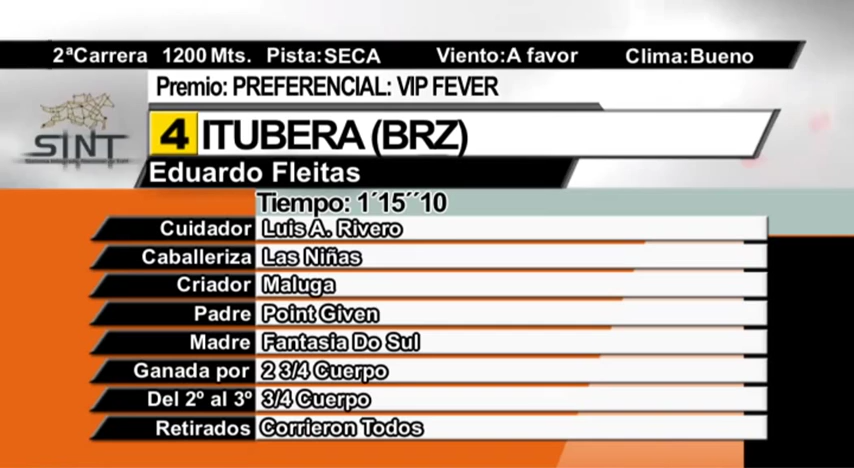 2ªCarrera 1200 Mts. Pista:SECA Viento:A favor Clima:Bueno
Premio: PREFERENCIAL: VIP FEVER
SINT
4 ITUBERA (BRZ)
Eduardo Fleitas
Tiempo: 1´15´´10
Cuidador Luis A. Rivero
Caballeriza Las Niñas
Criador Maluga
Padre Point Given
Madre Fantasia Do Sul
Ganada por 2 3/4 Cuerpo
Del 2º al 3º 3/4 Cuerpo
Retirados Corrieron Todos